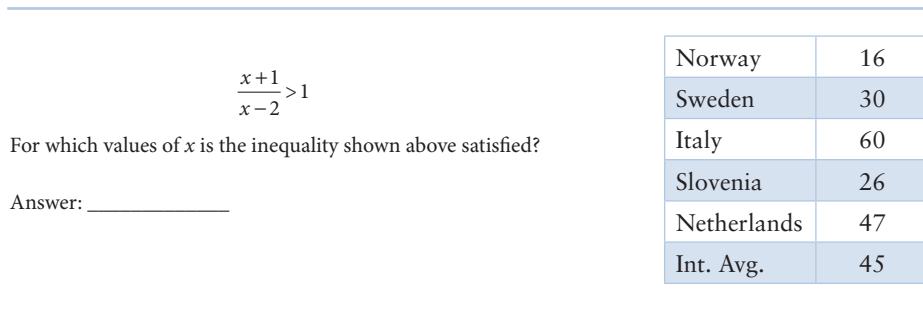 x+1
x−2
>1
For which values of x is the inequality shown above satisfied?
Answer: ______________
Norway 16
Sweden 30
Italy 60
Slovenia 26
Netherlands 47
Int. Avg. 45